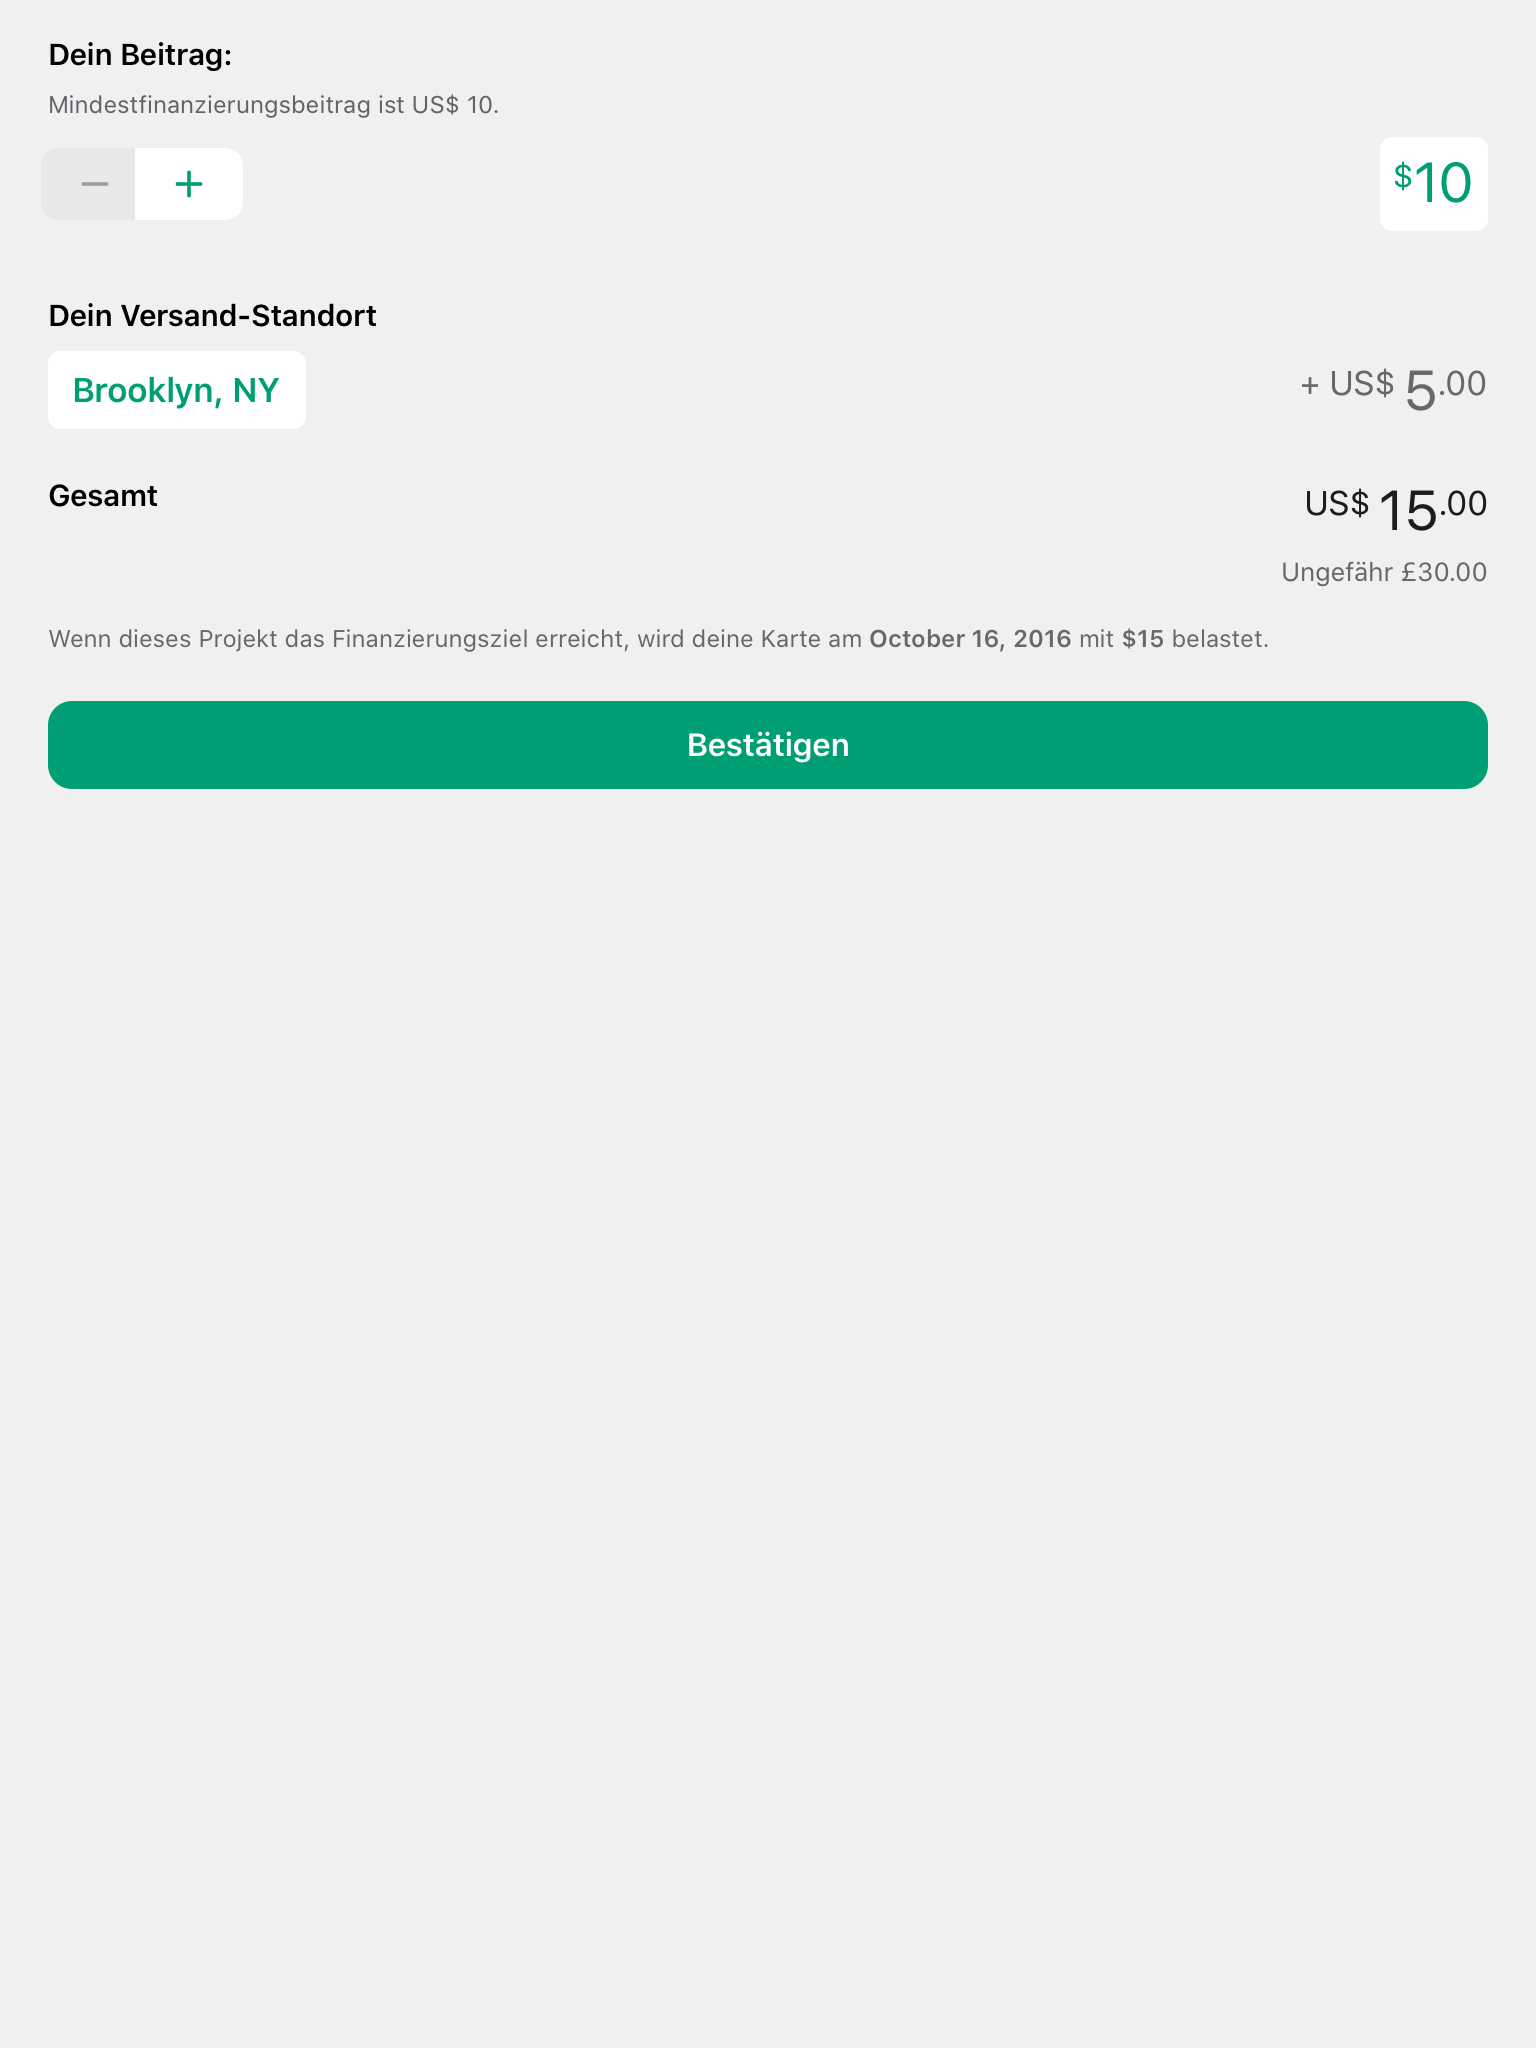 Dein Beitrag:
Mindestfinanzierungsbeitrag ist US$ 10.
− +
$10
Dein Versand-Standort
Brooklyn, NY
+ US$ 5.00
Gesamt
US$ 15.00
Ungefähr £30.00
Wenn dieses Projekt das Finanzierungsziel erreicht, wird deine Karte am October 16, 2016 mit $15 belastet.
Bestätigen